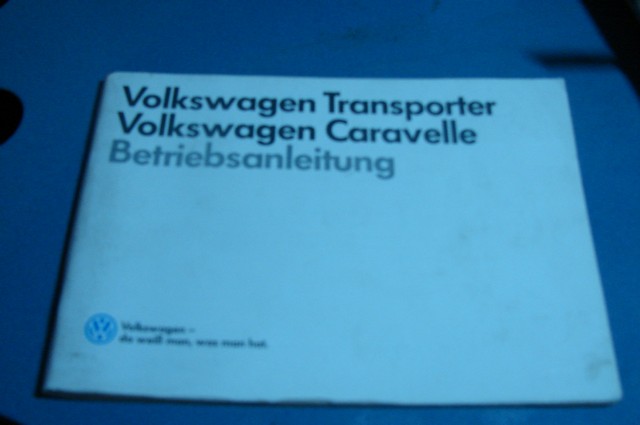 Volkswagen Transporter
Volkswagen Caravelle
Betriebsanleitung
Volkswagen –
da weiß man, was man hat.